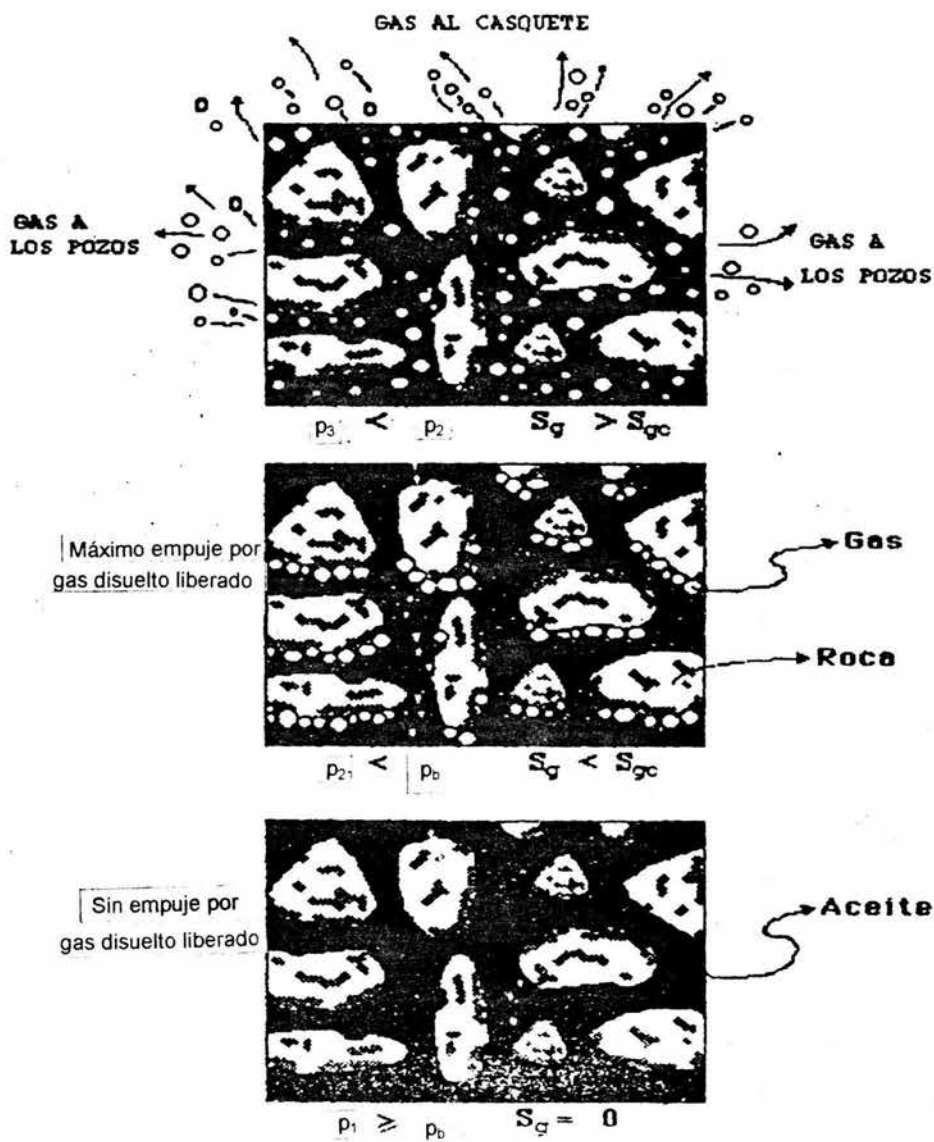 GAS AL CASQUETE
GAS A
LOS POZOS
GAS A
LOS POZOS
p3 < p2 Sg > Sgc
Máximo empuje por
gas disuelto liberado
Gas
Roca
p2, < pb Sg < Sgc
Sin empuje por
gas disuelto liberado
Aceite
p1 ≥ pb Sg = 0